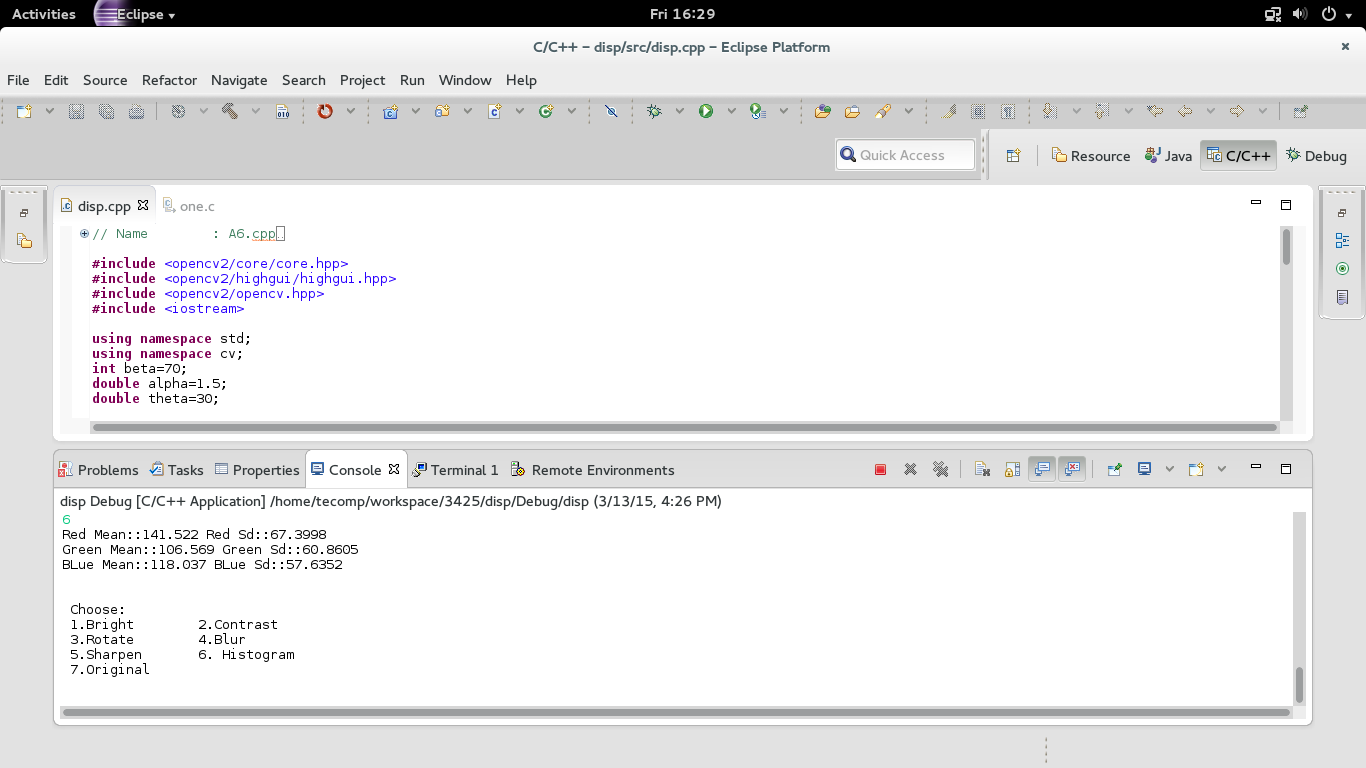 Activities Eclipse Fri 16:29
C/C++ – disp/src/disp.cpp – Eclipse Platform
File Edit Source Refactor Navigate Search Project Run Window Help
Quick Access Resource Java C/C++ Debug
disp.cpp one.c
// Name        : A6.cpp
#include <opencv2/core/core.hpp>
#include <opencv2/highgui/highgui.hpp>
#include <opencv2/opencv.hpp>
#include <iostream>
using namespace std;
using namespace cv;
int beta=70;
double alpha=1.5;
double theta=30;
Problems Tasks Properties Console Terminal 1 Remote Environments
disp Debug [C/C++ Application] /home/tecomp/workspace/3425/disp/Debug/disp (3/13/15, 4:26 PM)
6
Red Mean::141.522 Red Sd::67.3998
Green Mean::106.569 Green Sd::60.8605
BLue Mean::118.037 BLue Sd::57.6352
Choose:
1.Bright        2.Contrast
3.Rotate        4.Blur
5.Sharpen       6. Histogram
7.Original